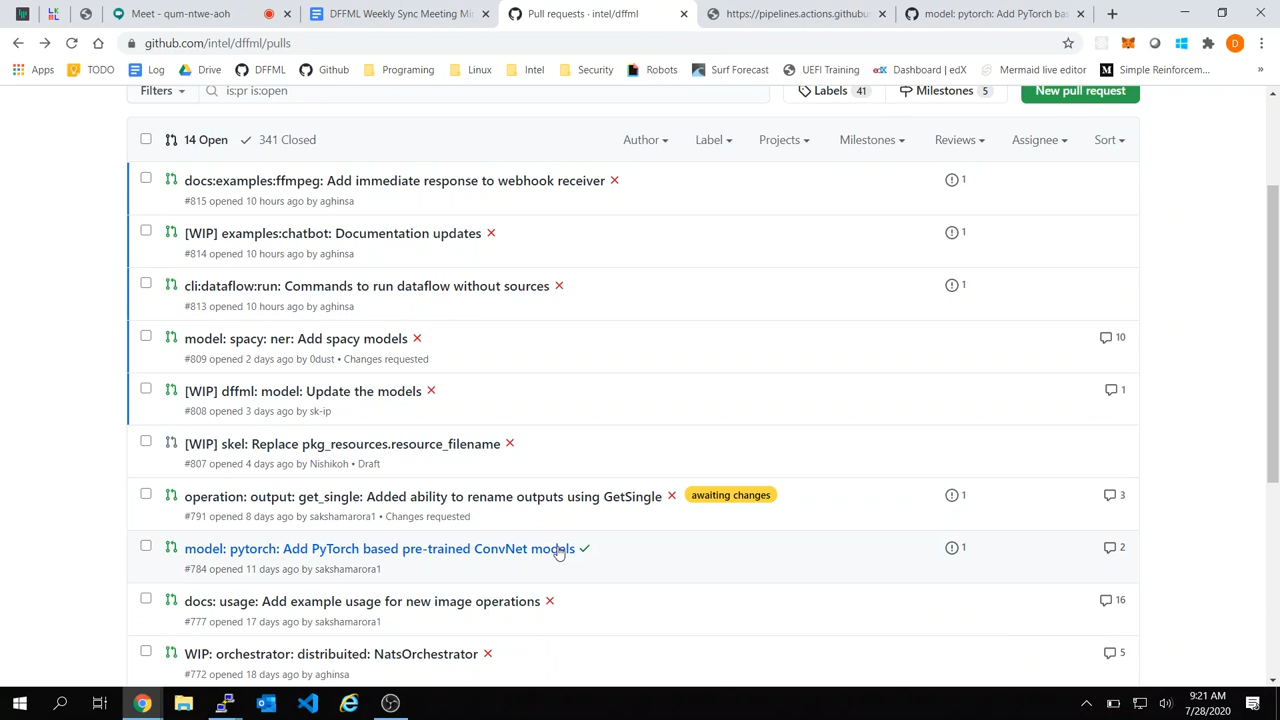 Meet - qum-ntwe-aoh
DFFML Weekly Sync Meeting Mi
Pull requests · intel/dffml
https://pipelines.actions.githubu
model: pytorch: Add PyTorch bas
github.com/intel/dffml/pulls
Apps
TODO
Log
Drive
DFFML
Github
Programing
Linux
Intel
Security
Robots
Surf Forecast
UEFI Training
Dashboard | edX
Mermaid live editor
Simple Reinforcem...
»
Filters
is:pr is:open
Labels 41
Milestones 5
New pull request
14 Open
341 Closed
Author
Label
Projects
Milestones
Reviews
Assignee
Sort
docs:examples:ffmpeg: Add immediate response to webhook receiver
1
#815 opened 10 hours ago by aghinsa
[WIP] examples:chatbot: Documentation updates
1
#814 opened 10 hours ago by aghinsa
cli:dataflow:run: Commands to run dataflow without sources
1
#813 opened 10 hours ago by aghinsa
model: spacy: ner: Add spacy models
10
#809 opened 2 days ago by 0dust • Changes requested
[WIP] dffml: model: Update the models
1
#808 opened 3 days ago by sk-ip
[WIP] skel: Replace pkg_resources.resource_filename
#807 opened 4 days ago by Nishikoh • Draft
operation: output: get_single: Added ability to rename outputs using GetSingle
awaiting changes
1
3
#791 opened 8 days ago by sakshamarora1 • Changes requested
model: pytorch: Add PyTorch based pre-trained ConvNet models
1
2
#784 opened 11 days ago by sakshamarora1
docs: usage: Add example usage for new image operations
16
#777 opened 17 days ago by sakshamarora1
WIP: orchestrator: distribuited: NatsOrchestrator
5
#772 opened 18 days ago by aghinsa
9:21 AM
7/28/2020